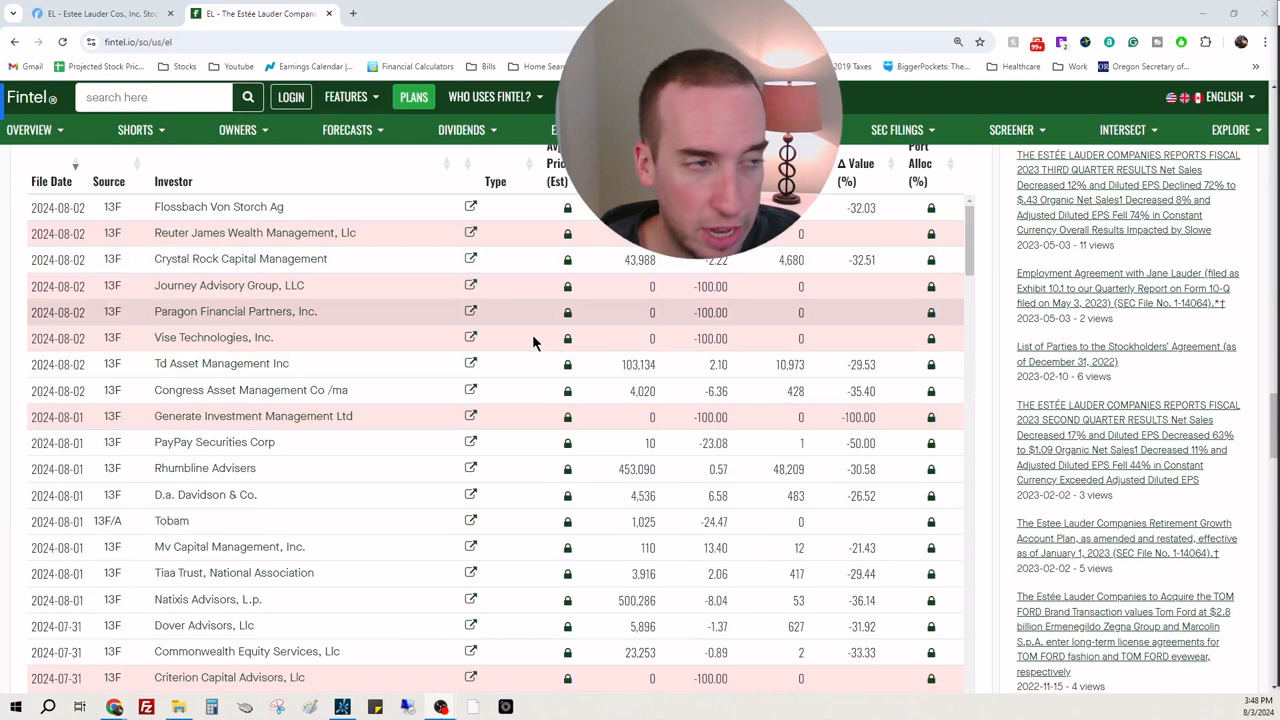 EL - Estee Lauder Cos, Inc. Stoc
EL - The Estée Lauder Compani
fintel.io/so/us/el
99+
2
Gmail
Projected Stock Pric...
Stocks
Youtube
Earnings Calendar |...
Financial Calculators
Bills
Home Sear
2019 Taxes
BiggerPockets: The...
Healthcare
Work
Oregon Secretary of...
Fintel
search here
LOGIN
FEATURES
PLANS
WHO USES FINTEL?
ENGLISH
OVERVIEW
SHORTS
OWNERS
FORECASTS
DIVIDENDS
SEC FILINGS
SCREENER
INTERSECT
EXPLORE
File Date Source Investor Type Price (Est) Δ Value (%) Port Alloc (%)
2024-08-02 13F Flossbach Von Storch Ag -32.03
2024-08-02 13F Reuter James Wealth Management, Llc 0
2024-08-02 13F Crystal Rock Capital Management 43,988 -2.22 4,680 -32.51
2024-08-02 13F Journey Advisory Group, LLC 0 -100.00 0
2024-08-02 13F Paragon Financial Partners, Inc. 0 -100.00 0
2024-08-02 13F Vise Technologies, Inc. 0 -100.00 0
2024-08-02 13F Td Asset Management Inc 103,134 2.10 10,973 -29.53
2024-08-02 13F Congress Asset Management Co /ma 4,020 -6.36 428 -35.40
2024-08-01 13F Generate Investment Management Ltd 0 -100.00 0 -100.00
2024-08-01 13F PayPay Securities Corp 10 -23.08 1 -50.00
2024-08-01 13F Rhumbline Advisers 453,090 0.57 48,209 -30.58
2024-08-01 13F D.a. Davidson & Co. 4,536 6.58 483 -26.52
2024-08-01 13F/A Tobam 1,025 -24.47 0
2024-08-01 13F Mv Capital Management, Inc. 110 13.40 12 -21.43
2024-08-01 13F Tiaa Trust, National Association 3,916 2.06 417 -29.44
2024-08-01 13F Natixis Advisors, L.p. 500,286 -8.04 53 -36.14
2024-07-31 13F Dover Advisors, Llc 5,896 -1.37 627 -31.92
2024-07-31 13F Commonwealth Equity Services, Llc 23,253 -0.89 2 -33.33
2024-07-31 13F Criterion Capital Advisors, Llc 0 -100.00 0
THE ESTÉE LAUDER COMPANIES REPORTS FISCAL
2023 THIRD QUARTER RESULTS Net Sales
Decreased 12% and Diluted EPS Declined 72% to
$.43 Organic Net Sales1 Decreased 8% and
Adjusted Diluted EPS Fell 74% in Constant
Currency Overall Results Impacted by Slowe
2023-05-03 - 11 views
Employment Agreement with Jane Lauder (filed as
Exhibit 10.1 to our Quarterly Report on Form 10-Q
filed on May 3, 2023) (SEC File No. 1-14064).*†
2023-05-03 - 2 views
List of Parties to the Stockholders' Agreement (as
of December 31, 2022)
2023-02-10 - 6 views
THE ESTÉE LAUDER COMPANIES REPORTS FISCAL
2023 SECOND QUARTER RESULTS Net Sales
Decreased 17% and Diluted EPS Decreased 63%
to $1.09 Organic Net Sales1 Decreased 11% and
Adjusted Diluted EPS Fell 44% in Constant
Currency Exceeded Adjusted Diluted EPS
2023-02-02 - 3 views
The Estee Lauder Companies Retirement Growth
Account Plan, as amended and restated, effective
as of January 1, 2023 (SEC File No. 1-14064).†
2023-02-02 - 5 views
The Estée Lauder Companies to Acquire the TOM
FORD Brand Transaction values Tom Ford at $2.8
billion Ermenegildo Zegna Group and Marcolin
S.p.A. enter long-term license agreements for
TOM FORD fashion and TOM FORD eyewear,
respectively
2022-11-15 - 4 views
3:48 PM
8/3/2024